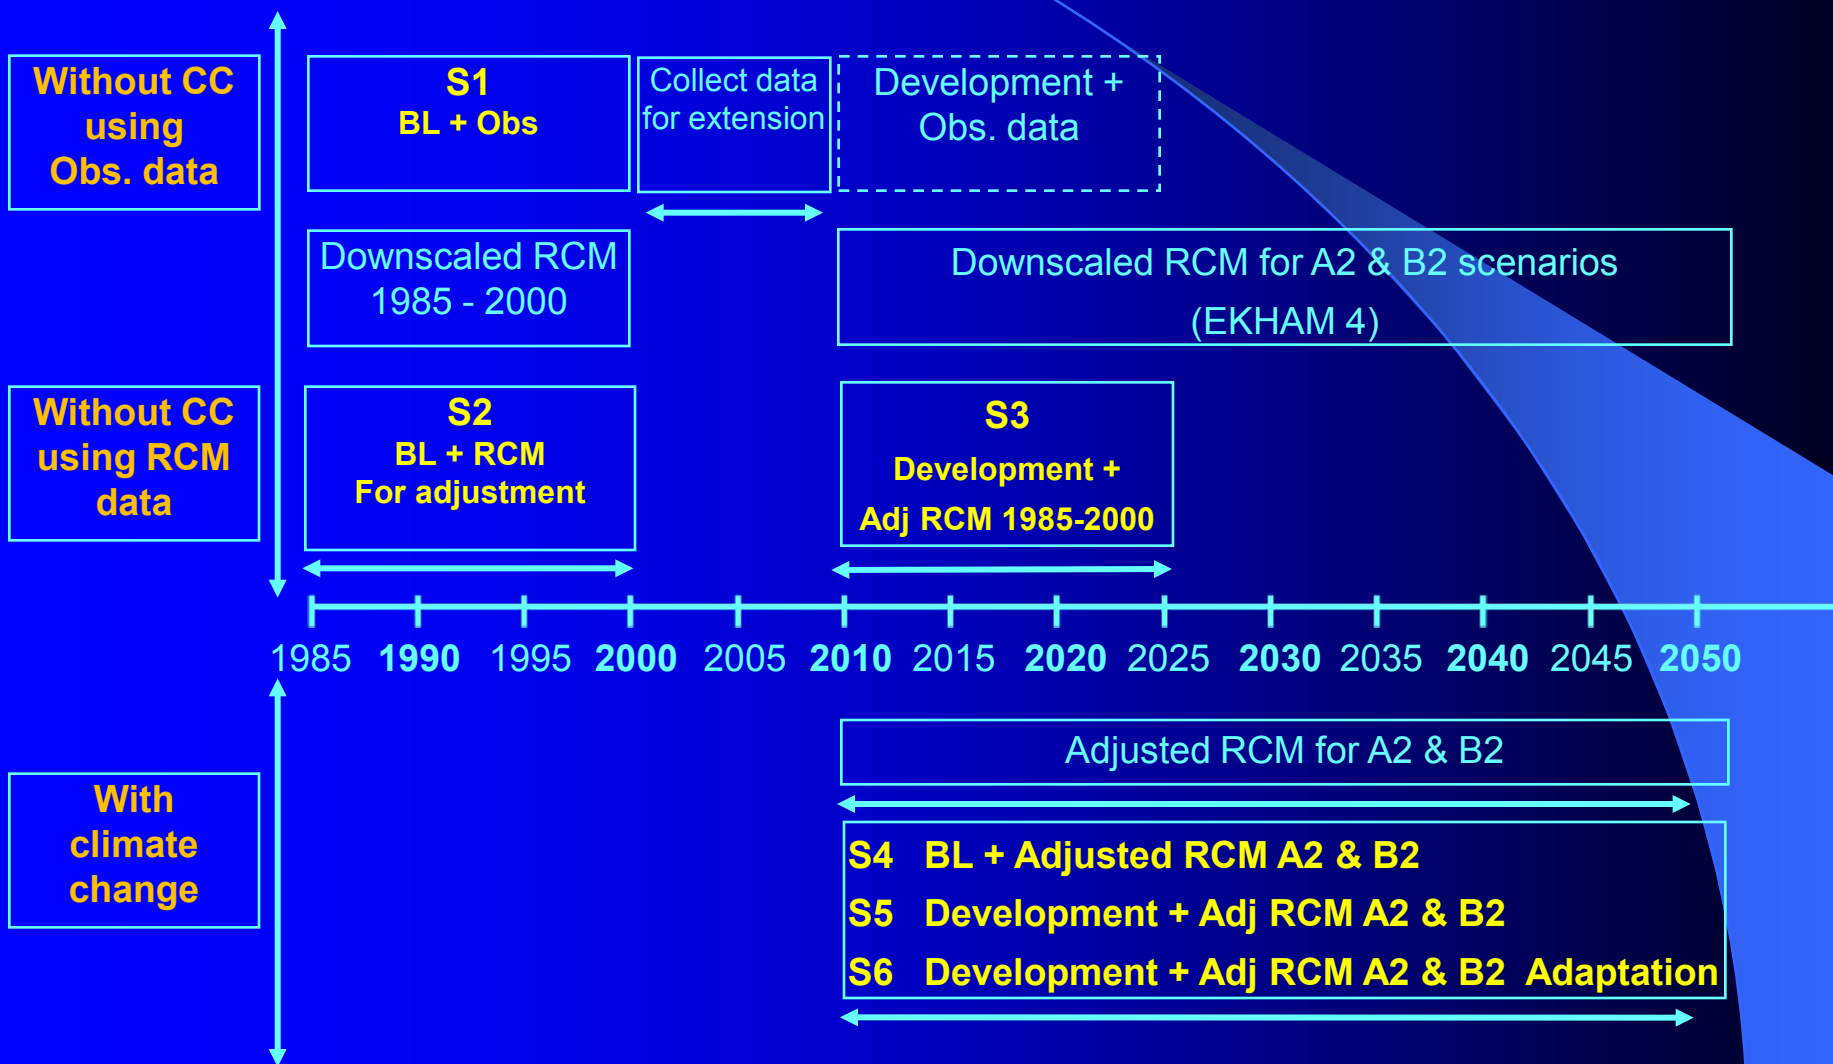 Without CC
using
Obs. data
S1
BL + Obs
Collect data
for extension
Development +
Obs. data
Downscaled RCM
1985 - 2000
Downscaled RCM for A2 & B2 scenarios
(EKHAM 4)
Without CC
using RCM
data
S2
BL + RCM
For adjustment
S3
Development +
Adj RCM 1985-2000
1985 1990 1995 2000 2005 2010 2015 2020 2025 2030 2035 2040 2045 2050
With
climate
change
Adjusted RCM for A2 & B2
S4 BL + Adjusted RCM A2 & B2
S5 Development + Adj RCM A2 & B2
S6 Development + Adj RCM A2 & B2 Adaptation